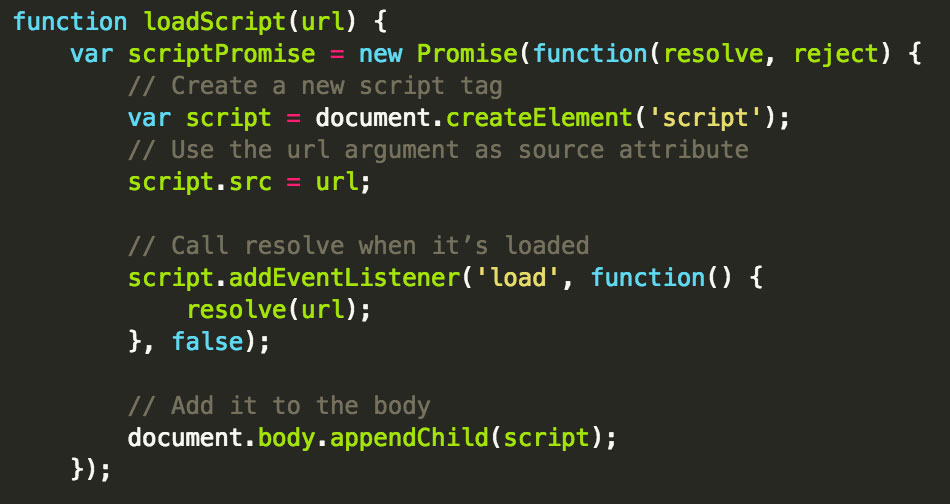 function loadScript(url) {
    var scriptPromise = new Promise(function(resolve, reject) {
        // Create a new script tag
        var script = document.createElement('script');
        // Use the url argument as source attribute
        script.src = url;

        // Call resolve when it’s loaded
        script.addEventListener('load', function() {
            resolve(url);
        }, false);

        // Add it to the body
        document.body.appendChild(script);
    });